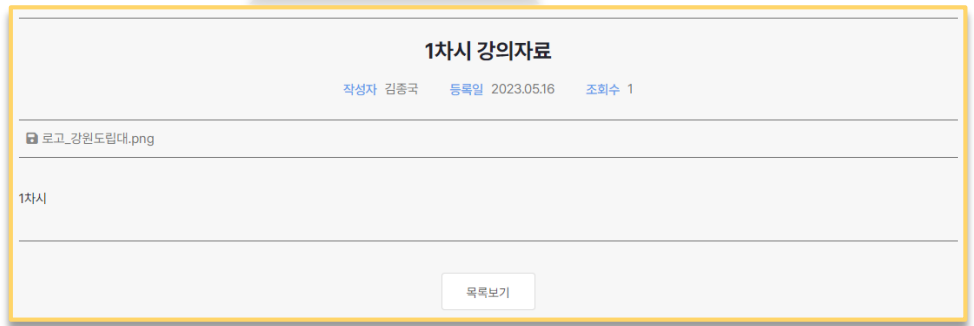 1차시 강의자료
작성자 김종국 등록일 2023.05.16 조회수 1
로고_강원도립대.png
1차시
목록보기